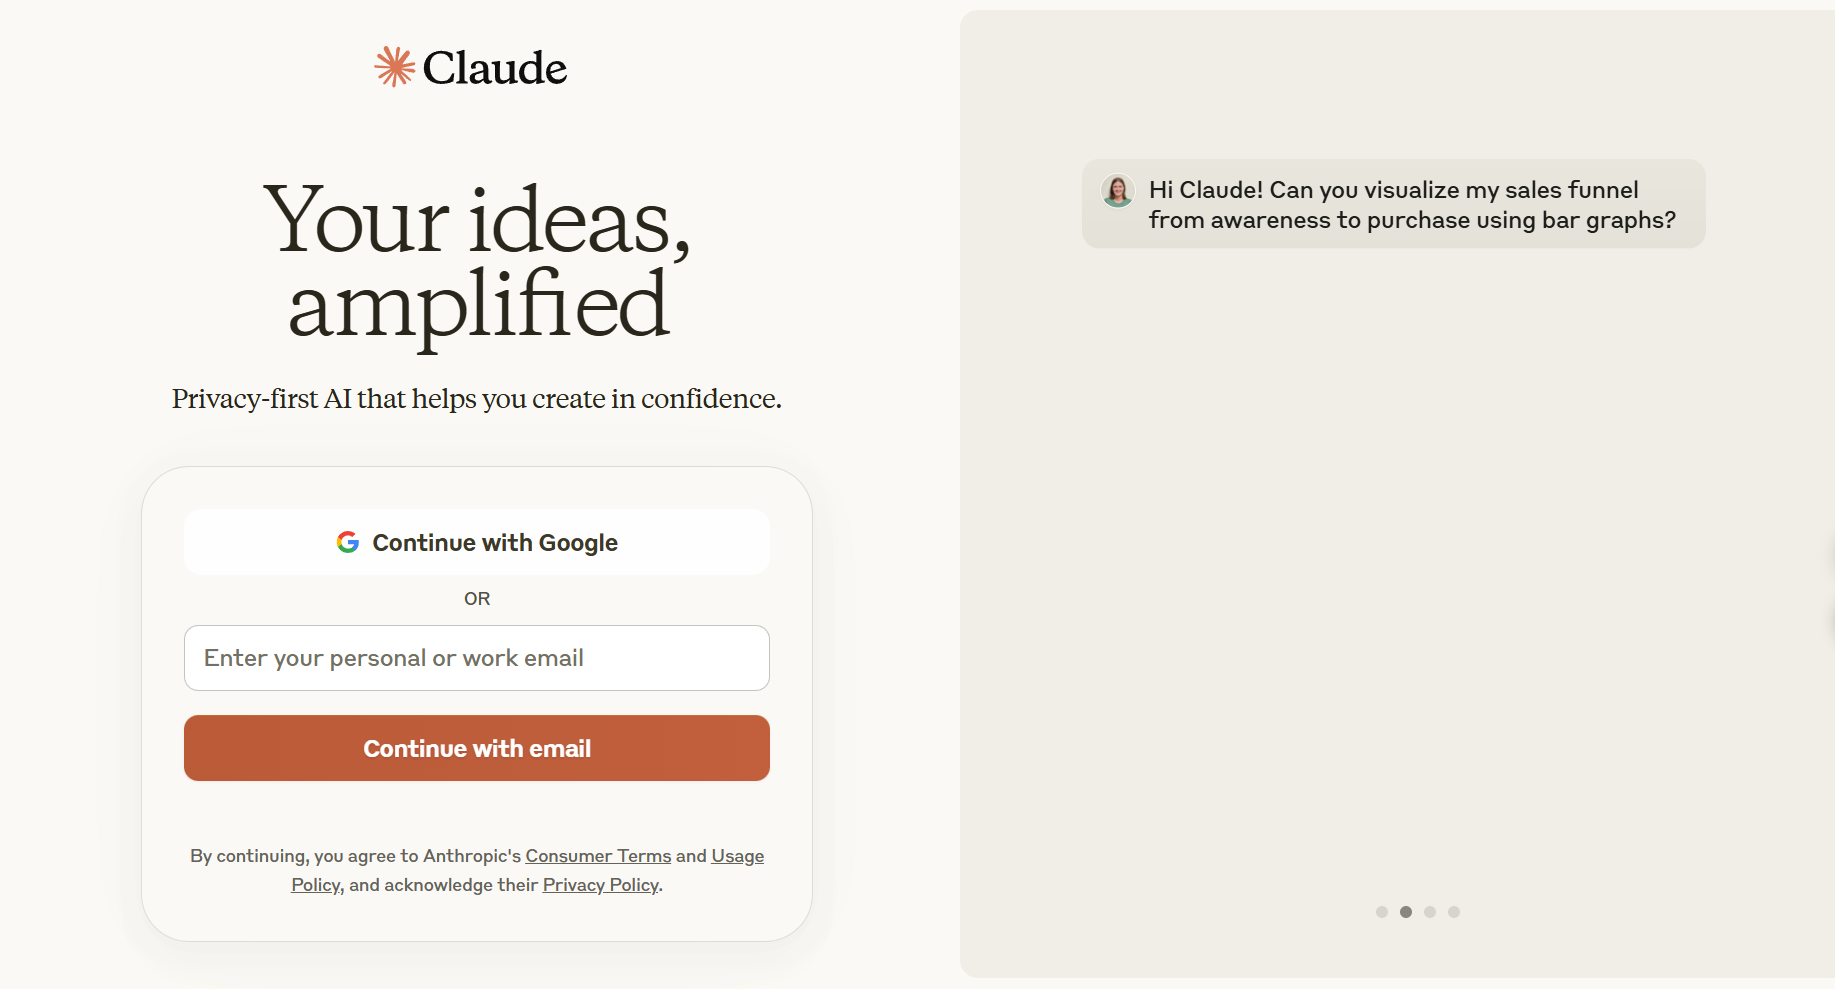 Claude
Your ideas,
amplified
Privacy-first AI that helps you create in confidence.
Continue with Google
OR
Enter your personal or work email
Continue with email
By continuing, you agree to Anthropic's Consumer Terms and Usage
Policy, and acknowledge their Privacy Policy.
Hi Claude! Can you visualize my sales funnel
from awareness to purchase using bar graphs?